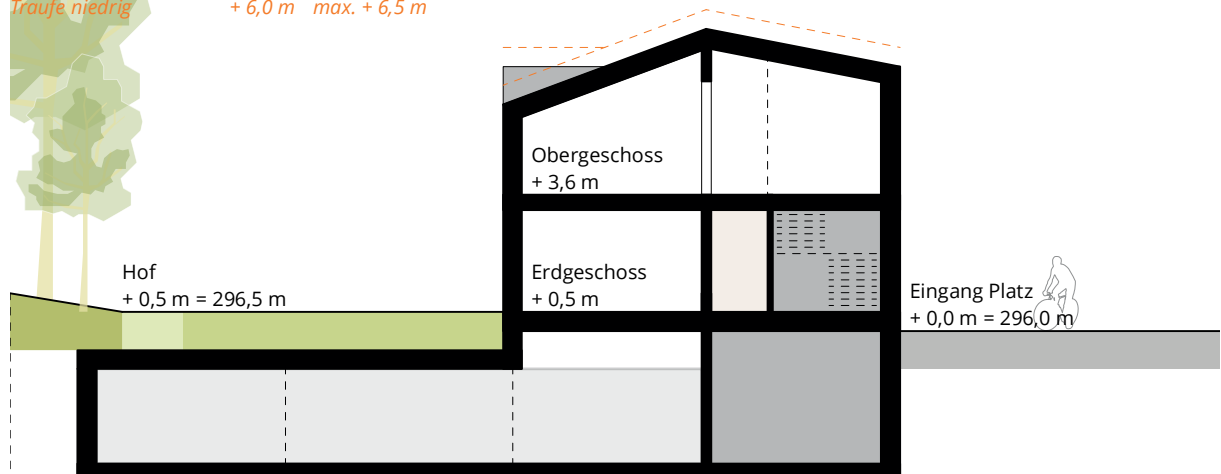 Traufe niedrig + 6,0 m max. + 6,5 m
Obergeschoss
+ 3,6 m
Hof
+ 0,5 m = 296,5 m
Erdgeschoss
+ 0,5 m
Eingang Platz
+ 0,0 m = 296,0 m